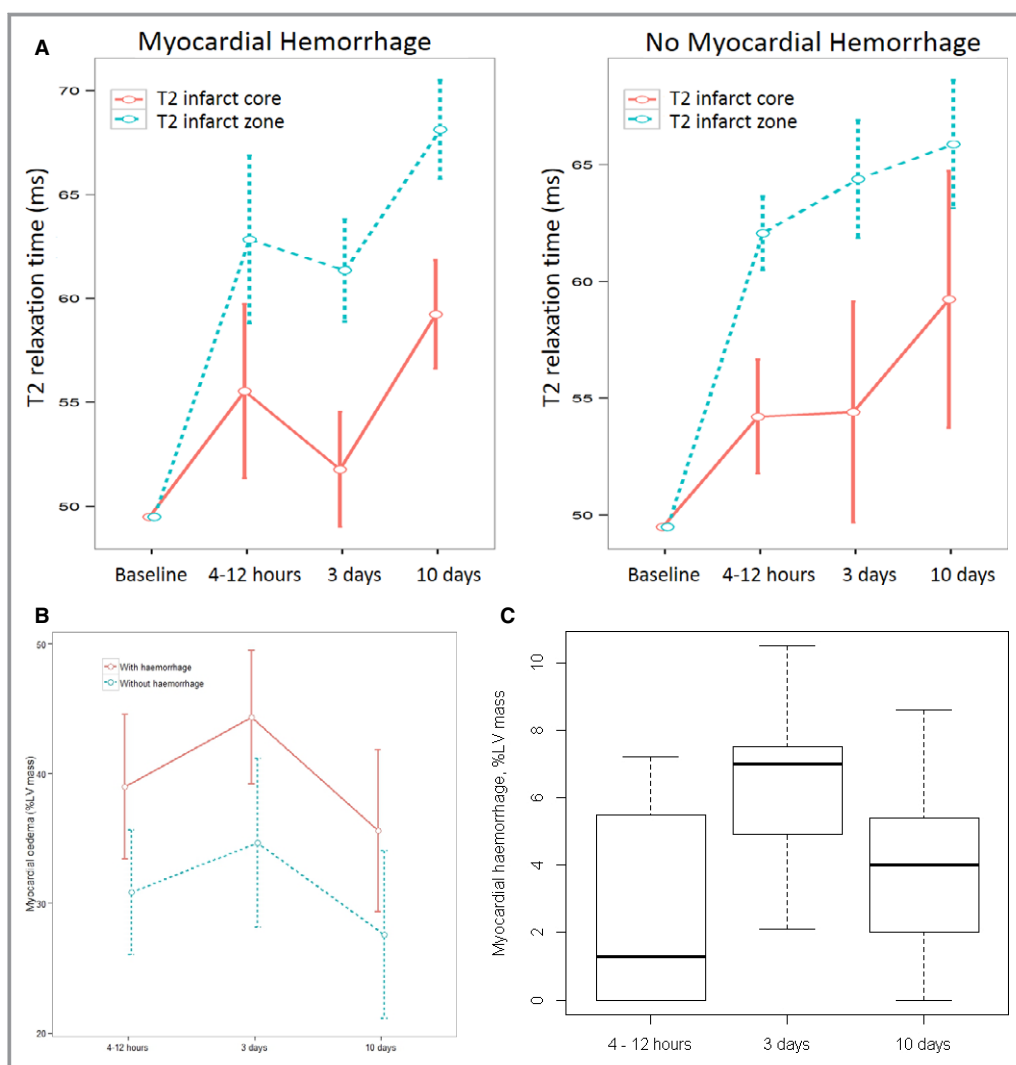 A
Myocardial Hemorrhage
T2 infarct core
T2 infarct zone
T2 relaxation time (ms)
70
65
60
55
50
Baseline
4-12 hours
3 days
10 days
No Myocardial Hemorrhage
T2 infarct core
T2 infarct zone
T2 relaxation time (ms)
65
60
55
50
Baseline
4-12 hours
3 days
10 days
B
With haemorrhage
Without haemorrhage
Myocardial oedema (%LV mass)
50
40
30
20
4-12 hours
3 days
10 days
C
Myocardial haemorrhage, %LV mass
10
8
6
4
2
0
4 - 12 hours
3 days
10 days